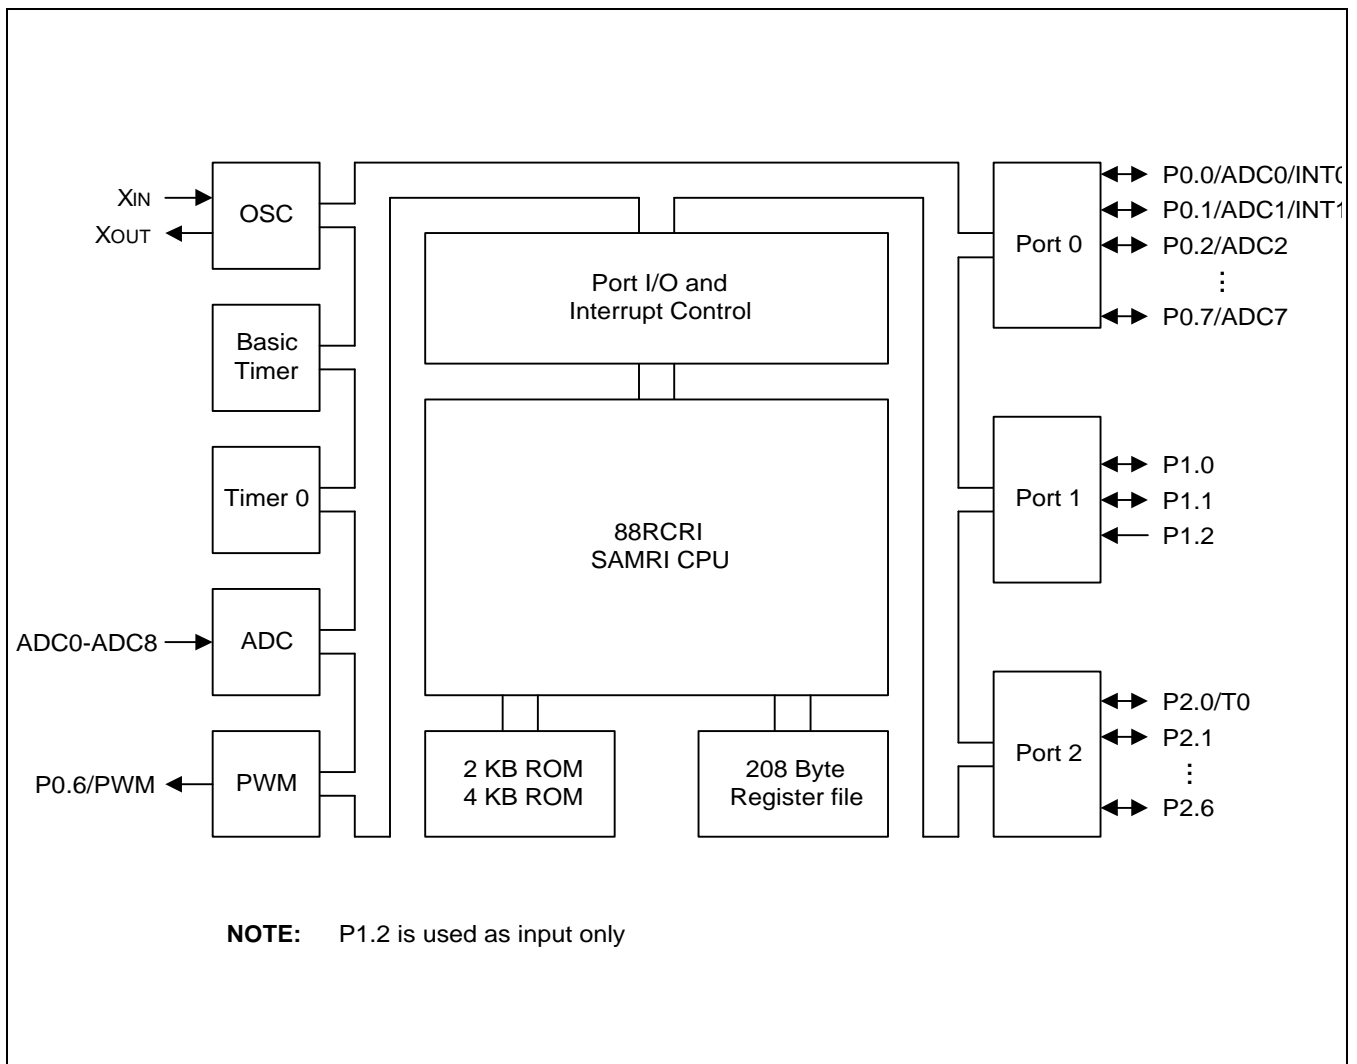 XIN
XOUT
OSC
Basic
Timer
Timer 0
ADC0-ADC8
ADC
P0.6/PWM
PWM
Port I/O and
Interrupt Control
88RCRI
SAMRI CPU
2 KB ROM
4 KB ROM
208 Byte
Register file
Port 0
P0.0/ADC0/INT0
P0.1/ADC1/INT1
P0.2/ADC2
P0.7/ADC7
Port 1
P1.0
P1.1
P1.2
Port 2
P2.0/T0
P2.1
P2.6
NOTE: P1.2 is used as input only